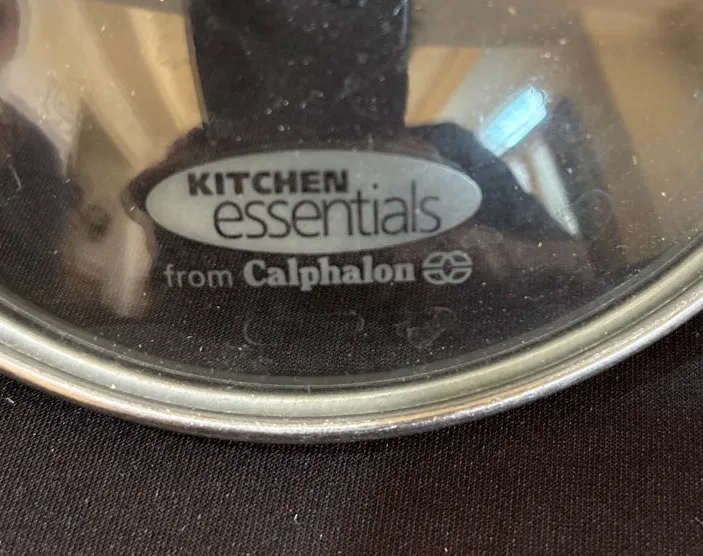 KITCHEN
essentials
from Calphalon